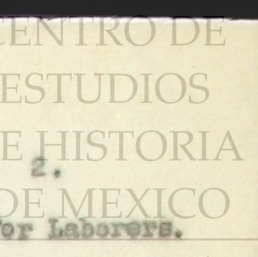 CENTRO DE
ESTUDIOS
DE HISTORIA
2.
DE MEXICO
for Laborers.